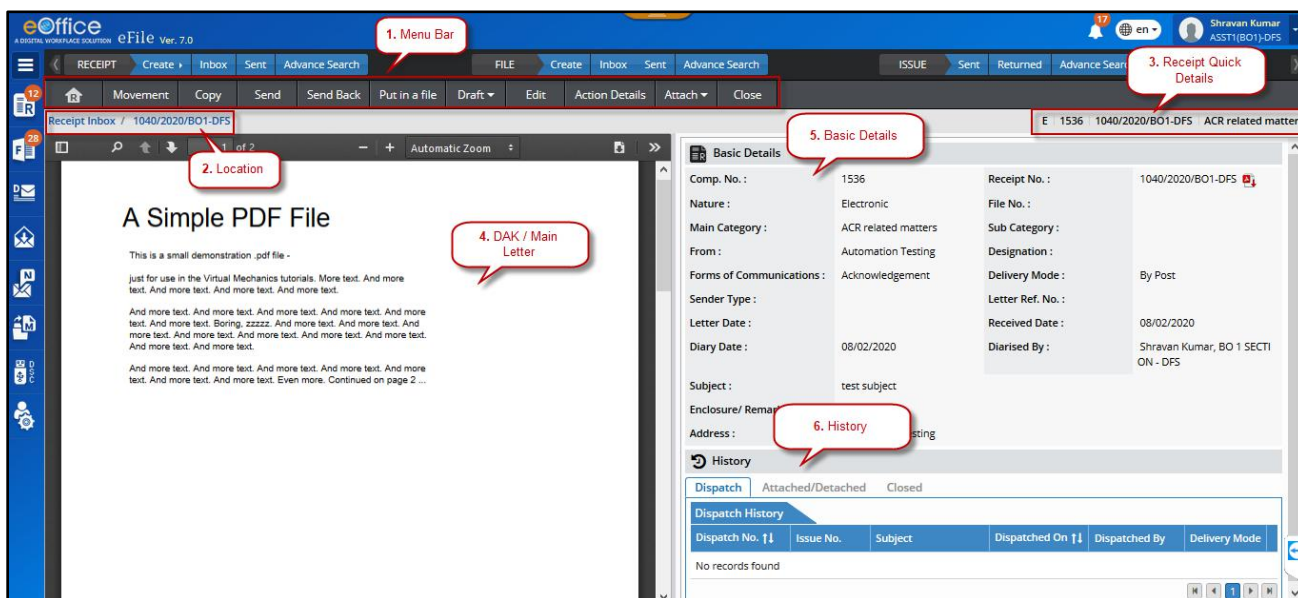 eOffice
A DIGITAL WORKPLACE SOLUTION eFile Ver. 7.0
1. Menu Bar
17
en
Shravan Kumar
ASST1(BO1)-DFS
RECEIPT Create Inbox Sent Advance Search FILE Create Inbox Sent Advance Search ISSUE Sent Returned Advance Sear
3. Receipt Quick
Details
12
R Movement Copy Send Send Back Put in a file Draft Edit Action Details Attach Close
Receipt Inbox / 1040/2020/BO1-DFS
E 1536 1040/2020/BO1-DFS ACR related matter
28
1 of 2 Automatic Zoom
2. Location
A Simple PDF File
This is a small demonstration .pdf file -
just for use in the Virtual Mechanics tutorials. More text. And more
text. And more text. And more text. And more text.
And more text. And more text. And more text. And more text. And more
text. And more text. Boring, zzzzz. And more text. And more text. And
more text. And more text. And more text. And more text. And more text.
And more text. And more text.
And more text. And more text. And more text. And more text. And more
text. And more text. And more text. Even more. Continued on page 2 ...
4. DAK / Main
Letter
5. Basic Details
Basic Details
Comp. No. : 1536 Receipt No. : 1040/2020/BO1-DFS
Nature : Electronic File No. :
Main Category : ACR related matters Sub Category :
From : Automation Testing Designation :
Forms of Communications : Acknowledgement Delivery Mode : By Post
Sender Type : Letter Ref. No. :
Letter Date : Received Date : 08/02/2020
Diary Date : 08/02/2020 Diarised By : Shravan Kumar, BO 1 SECTI
ON - DFS
Subject : test subject
Enclosure/ Remar
Address : sting
6. History
History
Dispatch Attached/Detached Closed
Dispatch History
Dispatch No. Issue No. Subject Dispatched On Dispatched By Delivery Mode
No records found
1
DSC